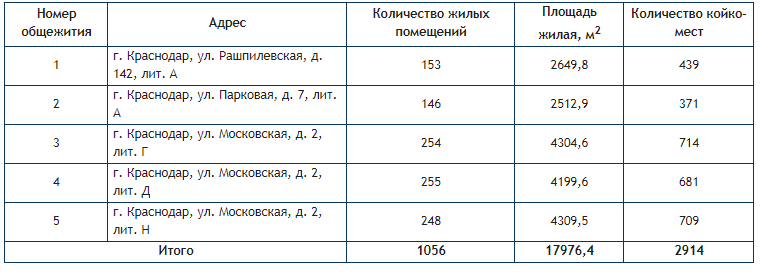 Номер
общежития
Адрес
Количество жилых
помещений
Площадь
жилая, м2
Количество койко-
мест
1
г. Краснодар, ул. Рашпилевская, д.
142, лит. А
153
2649,8
439
2
г. Краснодар, ул. Парковая, д. 7, лит.
А
146
2512,9
371
3
г. Краснодар, ул. Московская, д. 2,
лит. Г
254
4304,6
714
4
г. Краснодар, ул. Московская, д. 2,
лит. Д
255
4199,6
681
5
г. Краснодар, ул. Московская, д. 2,
лит. Н
248
4309,5
709
Итого
1056
17976,4
2914